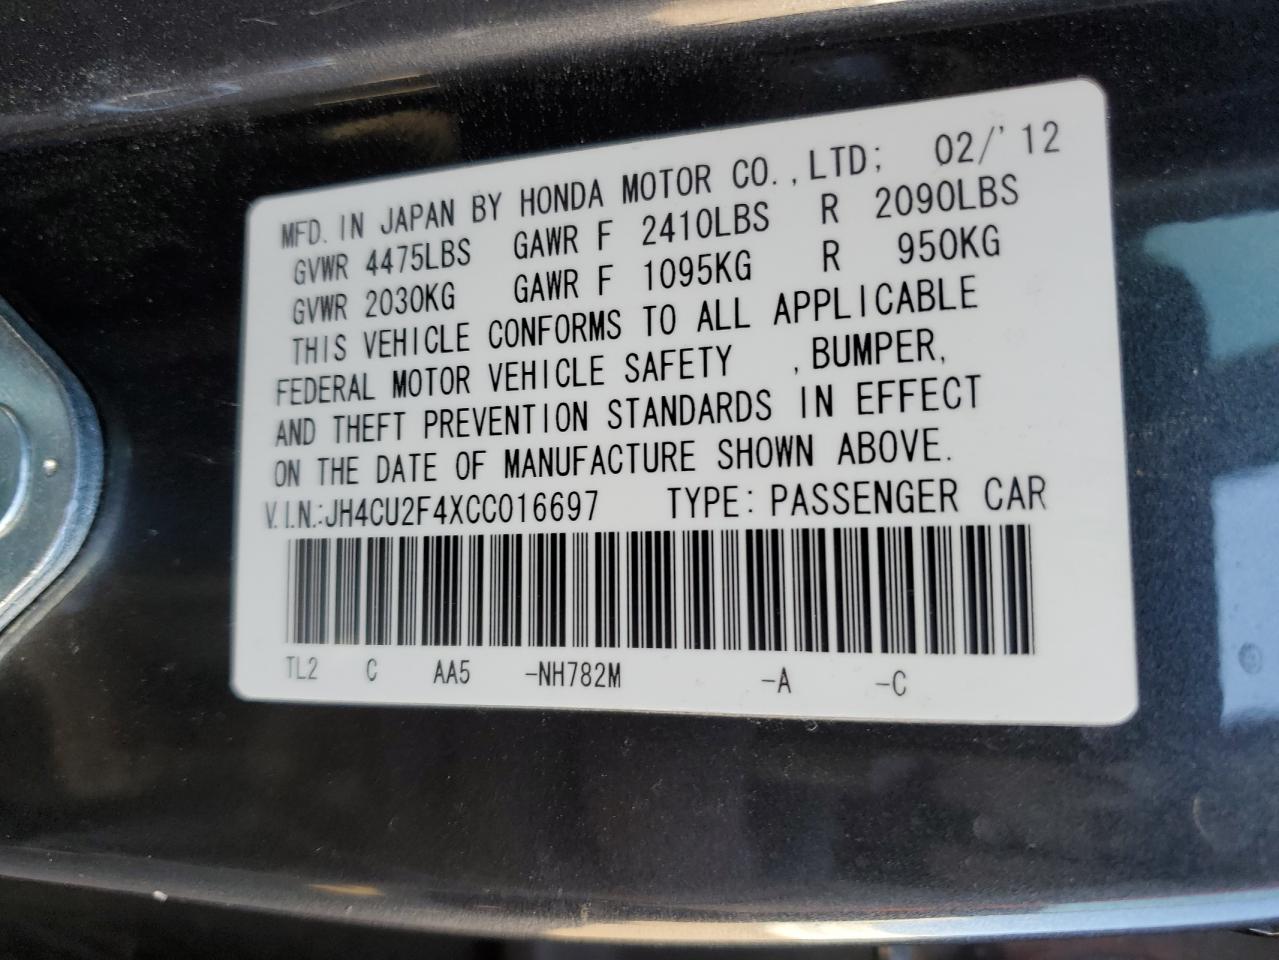 MFD. IN JAPAN BY HONDA MOTOR CO., LTD; 02/'12
GVWR 4475LBS GAWR F 2410LBS R 2090LBS
GVWR 2030KG GAWR F 1095KG R 950KG
THIS VEHICLE CONFORMS TO ALL APPLICABLE
FEDERAL MOTOR VEHICLE SAFETY , BUMPER,
AND THEFT PREVENTION STANDARDS IN EFFECT
ON THE DATE OF MANUFACTURE SHOWN ABOVE.
V.I.N.:JH4CU2F4XCC016697 TYPE: PASSENGER CAR
TL2 C AA5 -NH782M -A -C